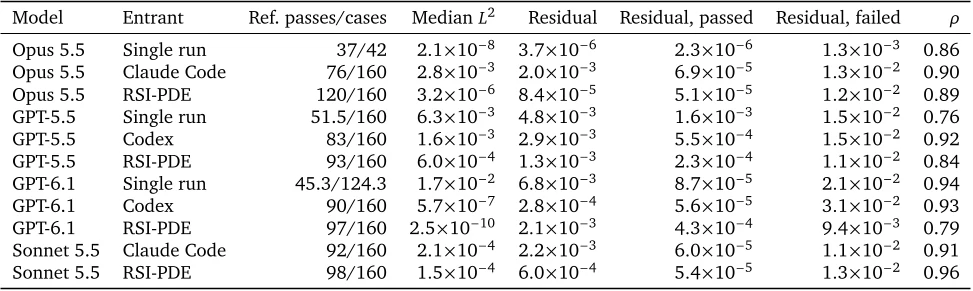 Model Entrant Ref. passes/cases Median L² Residual Residual, passed Residual, failed ρ
Opus 5.5 Single run 37/42 2.1×10⁻⁸ 3.7×10⁻⁶ 2.3×10⁻⁶ 1.3×10⁻³ 0.86
Opus 5.5 Claude Code 76/160 2.8×10⁻³ 2.0×10⁻³ 6.9×10⁻⁵ 1.3×10⁻² 0.90
Opus 5.5 RSI-PDE 120/160 3.2×10⁻⁶ 8.4×10⁻⁵ 5.1×10⁻⁵ 1.2×10⁻² 0.89
GPT-5.5 Single run 51.5/160 6.3×10⁻³ 4.8×10⁻³ 1.6×10⁻³ 1.5×10⁻² 0.76
GPT-5.5 Codex 83/160 1.6×10⁻³ 2.9×10⁻³ 5.5×10⁻⁴ 1.5×10⁻² 0.92
GPT-5.5 RSI-PDE 93/160 6.0×10⁻⁴ 1.3×10⁻³ 2.3×10⁻⁴ 1.1×10⁻² 0.84
GPT-6.1 Single run 45.3/124.3 1.7×10⁻² 6.8×10⁻³ 8.7×10⁻⁵ 2.1×10⁻² 0.94
GPT-6.1 Codex 90/160 5.7×10⁻⁷ 2.8×10⁻⁴ 5.6×10⁻⁵ 3.1×10⁻² 0.93
GPT-6.1 RSI-PDE 97/160 2.5×10⁻¹⁰ 2.1×10⁻³ 4.3×10⁻⁴ 9.4×10⁻³ 0.79
Sonnet 5.5 Claude Code 92/160 2.1×10⁻⁴ 2.2×10⁻³ 6.0×10⁻⁵ 1.1×10⁻² 0.91
Sonnet 5.5 RSI-PDE 98/160 1.5×10⁻⁴ 6.0×10⁻⁴ 5.4×10⁻⁵ 1.3×10⁻² 0.96